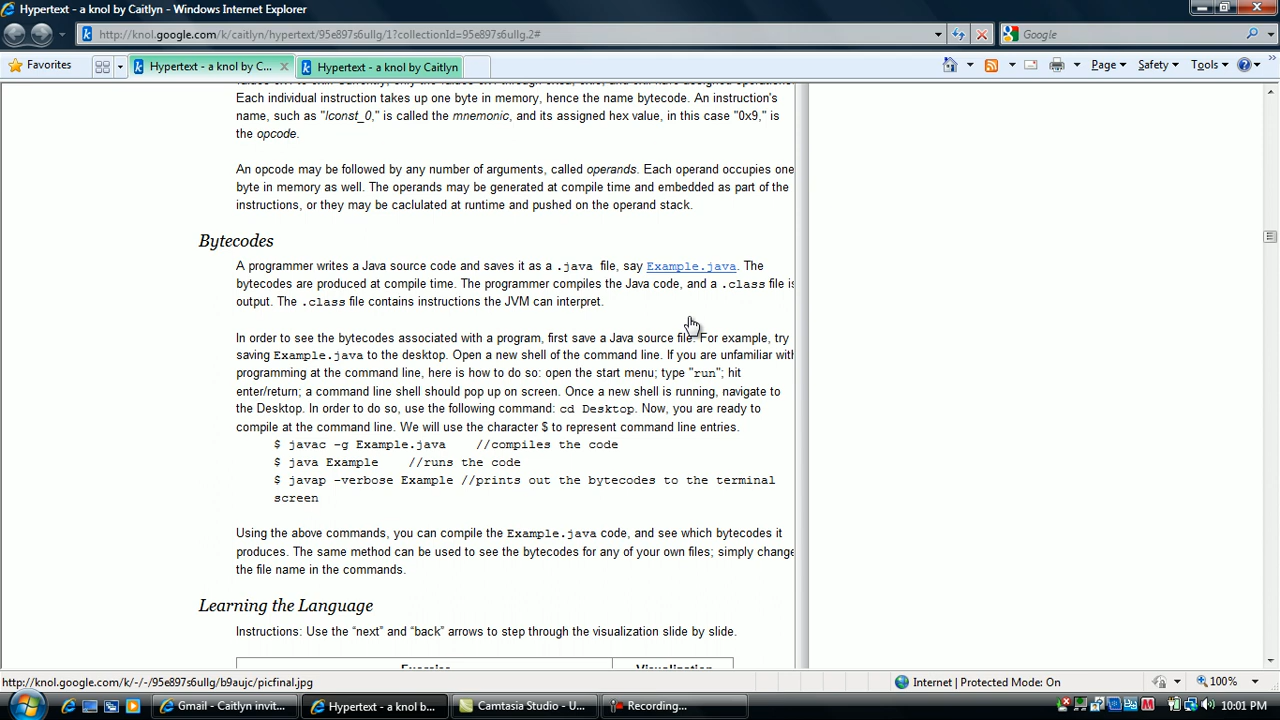 Hypertext - a knol by Caitlyn - Windows Internet Explorer
http://knol.google.com/k/caitlyn/hypertext/95e897s6ullg/1?collectionId=95e897s6ullg.2#
Google
Favorites
Hypertext - a knol by C...
Hypertext - a knol by Caitlyn
Page
Safety
Tools
Each individual instruction takes up one byte in memory, hence the name bytecode. An instruction's
name, such as "lconst_0," is called the mnemonic, and its assigned hex value, in this case "0x9," is
the opcode.
An opcode may be followed by any number of arguments, called operands. Each operand occupies one
byte in memory as well. The operands may be generated at compile time and embedded as part of the
instructions, or they may be caclulated at runtime and pushed on the operand stack.
Bytecodes
A programmer writes a Java source code and saves it as a .java file, say Example.java. The
bytecodes are produced at compile time. The programmer compiles the Java code, and a .class file is
output. The .class file contains instructions the JVM can interpret.
In order to see the bytecodes associated with a program, first save a Java source file. For example, try
saving Example.java to the desktop. Open a new shell of the command line. If you are unfamiliar with
programming at the command line, here is how to do so: open the start menu; type "run"; hit
enter/return; a command line shell should pop up on screen. Once a new shell is running, navigate to
the Desktop. In order to do so, use the following command: cd Desktop. Now, you are ready to
compile at the command line. We will use the character $ to represent command line entries.
$ javac -g Example.java //compiles the code
$ java Example //runs the code
$ javap -verbose Example //prints out the bytecodes to the terminal
screen
Using the above commands, you can compile the Example.java code, and see which bytecodes it
produces. The same method can be used to see the bytecodes for any of your own files; simply change
the file name in the commands.
Learning the Language
Instructions: Use the “next” and “back” arrows to step through the visualization slide by slide.
Exercise Visualization
http://knol.google.com/k/-/-/95e897s6ullg/b9aujc/picfinal.jpg
Internet | Protected Mode: On
100%
Gmail - Caitlyn invit...
Hypertext - a knol b...
Camtasia Studio - U...
Recording...
10:01 PM